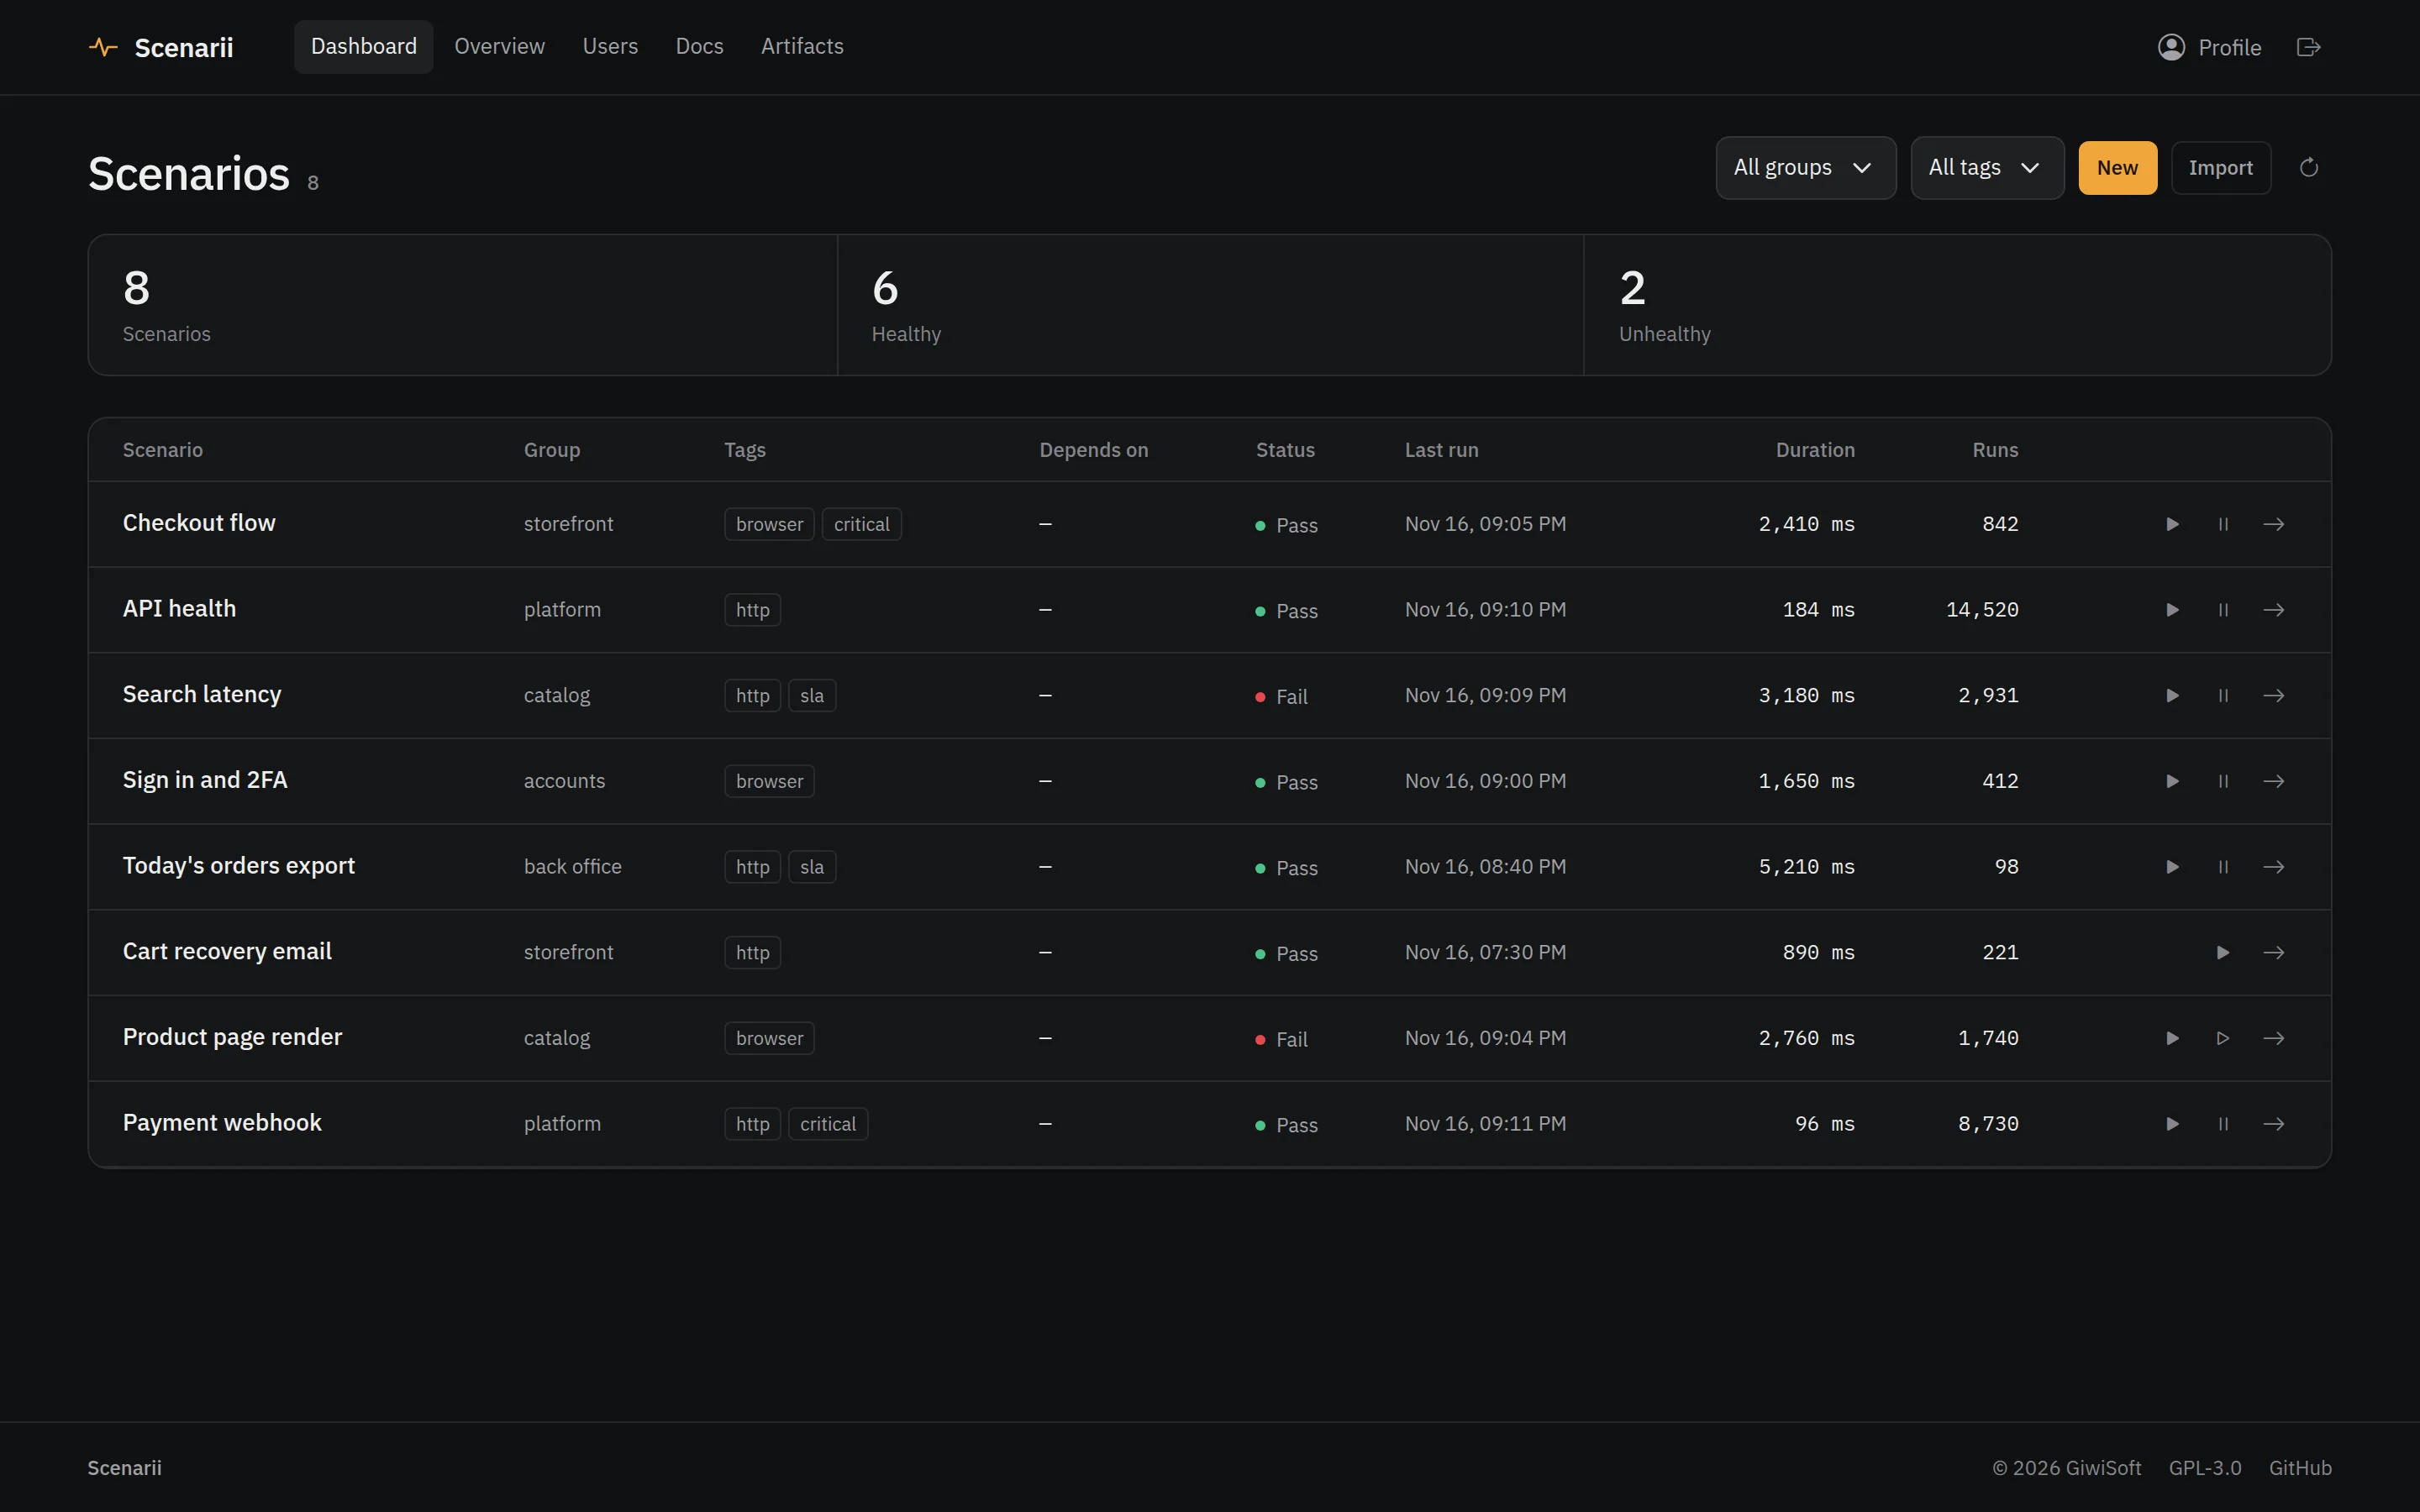 Scenarii Dashboard Overview Users Docs Artifacts Profile
Scenarios 8 All groups All tags New Import
8 6 2
Scenarios Healthy Unhealthy
Scenario Group Tags Depends on Status Last run Duration Runs
Checkout flow storefront browser critical – Pass Nov 16, 09:05 PM 2,410 ms 842
API health platform http – Pass Nov 16, 09:10 PM 184 ms 14,520
Search latency catalog http sla – Fail Nov 16, 09:09 PM 3,180 ms 2,931
Sign in and 2FA accounts browser – Pass Nov 16, 09:00 PM 1,650 ms 412
Today's orders export back office http sla – Pass Nov 16, 08:40 PM 5,210 ms 98
Cart recovery email storefront http – Pass Nov 16, 07:30 PM 890 ms 221
Product page render catalog browser – Fail Nov 16, 09:04 PM 2,760 ms 1,740
Payment webhook platform http critical – Pass Nov 16, 09:11 PM 96 ms 8,730
Scenarii © 2026 GiwiSoft GPL-3.0 GitHub